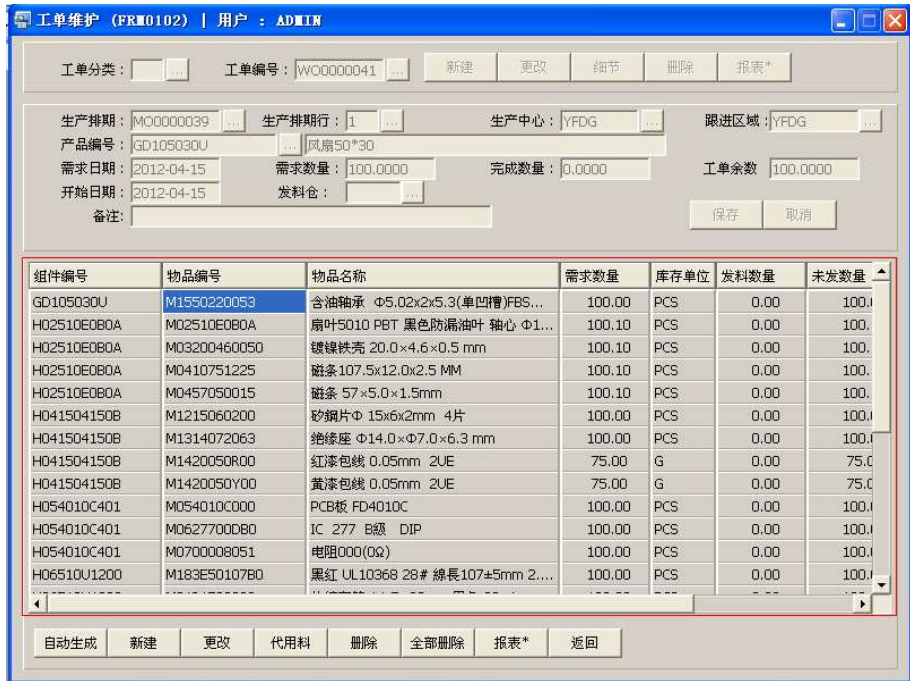 工单维护 (FRM0102) | 用户 : ADMIN
工单分类: ... 工单编号: WO0000041 ... 新建 更改 细节 删除 报表*
生产排期: MO0000039 ... 生产排期行: 1 ... 生产中心: YFDG ... 跟进区域: YFDG ...
产品编号: GD105030U ... 风扇50*30
需求日期: 2012-04-15 需求数量: 100.0000 完成数量: 0.0000 工单余数 100.0000
开始日期: 2012-04-15 发料仓: ...
备注: 保存 取消
组件编号 物品编号 物品名称 需求数量 库存单位 发料数量 未发数量
GD105030U M1550220053 含油轴承 Φ5.02x2x5.3(单凹槽)FBS... 100.00 PCS 0.00 100.
H02510E0B0A M02510E0B0A 扇叶5010 PBT 黑色防漏油叶 轴心 Φ1... 100.10 PCS 0.00 100.
H02510E0B0A M03200460050 镀镍铁壳 20.0×4.6×0.5 mm 100.10 PCS 0.00 100.
H02510E0B0A M0410751225 磁条107.5x12.0x2.5 MM 100.10 PCS 0.00 100.
H02510E0B0A M0457050015 磁条 57×5.0×1.5mm 100.10 PCS 0.00 100.
H041504150B M1215060200 矽鋼片Φ 15x6x2mm 4片 100.00 PCS 0.00 100.
H041504150B M1314072063 绝缘座 Φ14.0×Φ7.0×6.3 mm 100.00 PCS 0.00 100.
H041504150B M1420050R00 红漆包线 0.05mm 2UE 75.00 G 0.00 75.0
H041504150B M1420050Y00 黄漆包线 0.05mm 2UE 75.00 G 0.00 75.0
H054010C401 M054010C000 PCB板 FD4010C 100.00 PCS 0.00 100.
H054010C401 M0627700DB0 IC 277 B級 DIP 100.00 PCS 0.00 100.
H054010C401 M0700008051 电阻000(0Ω) 100.00 PCS 0.00 100.
H06510U1200 M183E50107B0 黑红 UL10368 28# 線長107±5mm 2.... 100.00 PCS 0.00 100.
自动生成 新建 更改 代用料 删除 全部删除 报表* 返回